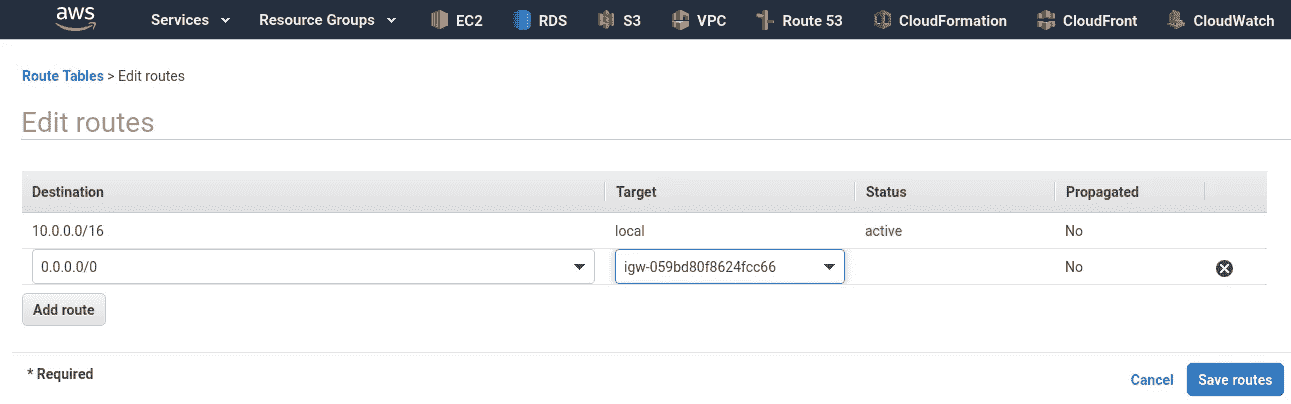 aws Services Resource Groups EC2 RDS S3 VPC Route 53 CloudFormation CloudFront CloudWatch
Route Tables > Edit routes
Edit routes
Destination Target Status Propagated
10.0.0.0/16 local active No
0.0.0.0/0 igw-059bd80f8624fcc66 No
Add route
* Required
Cancel Save routes